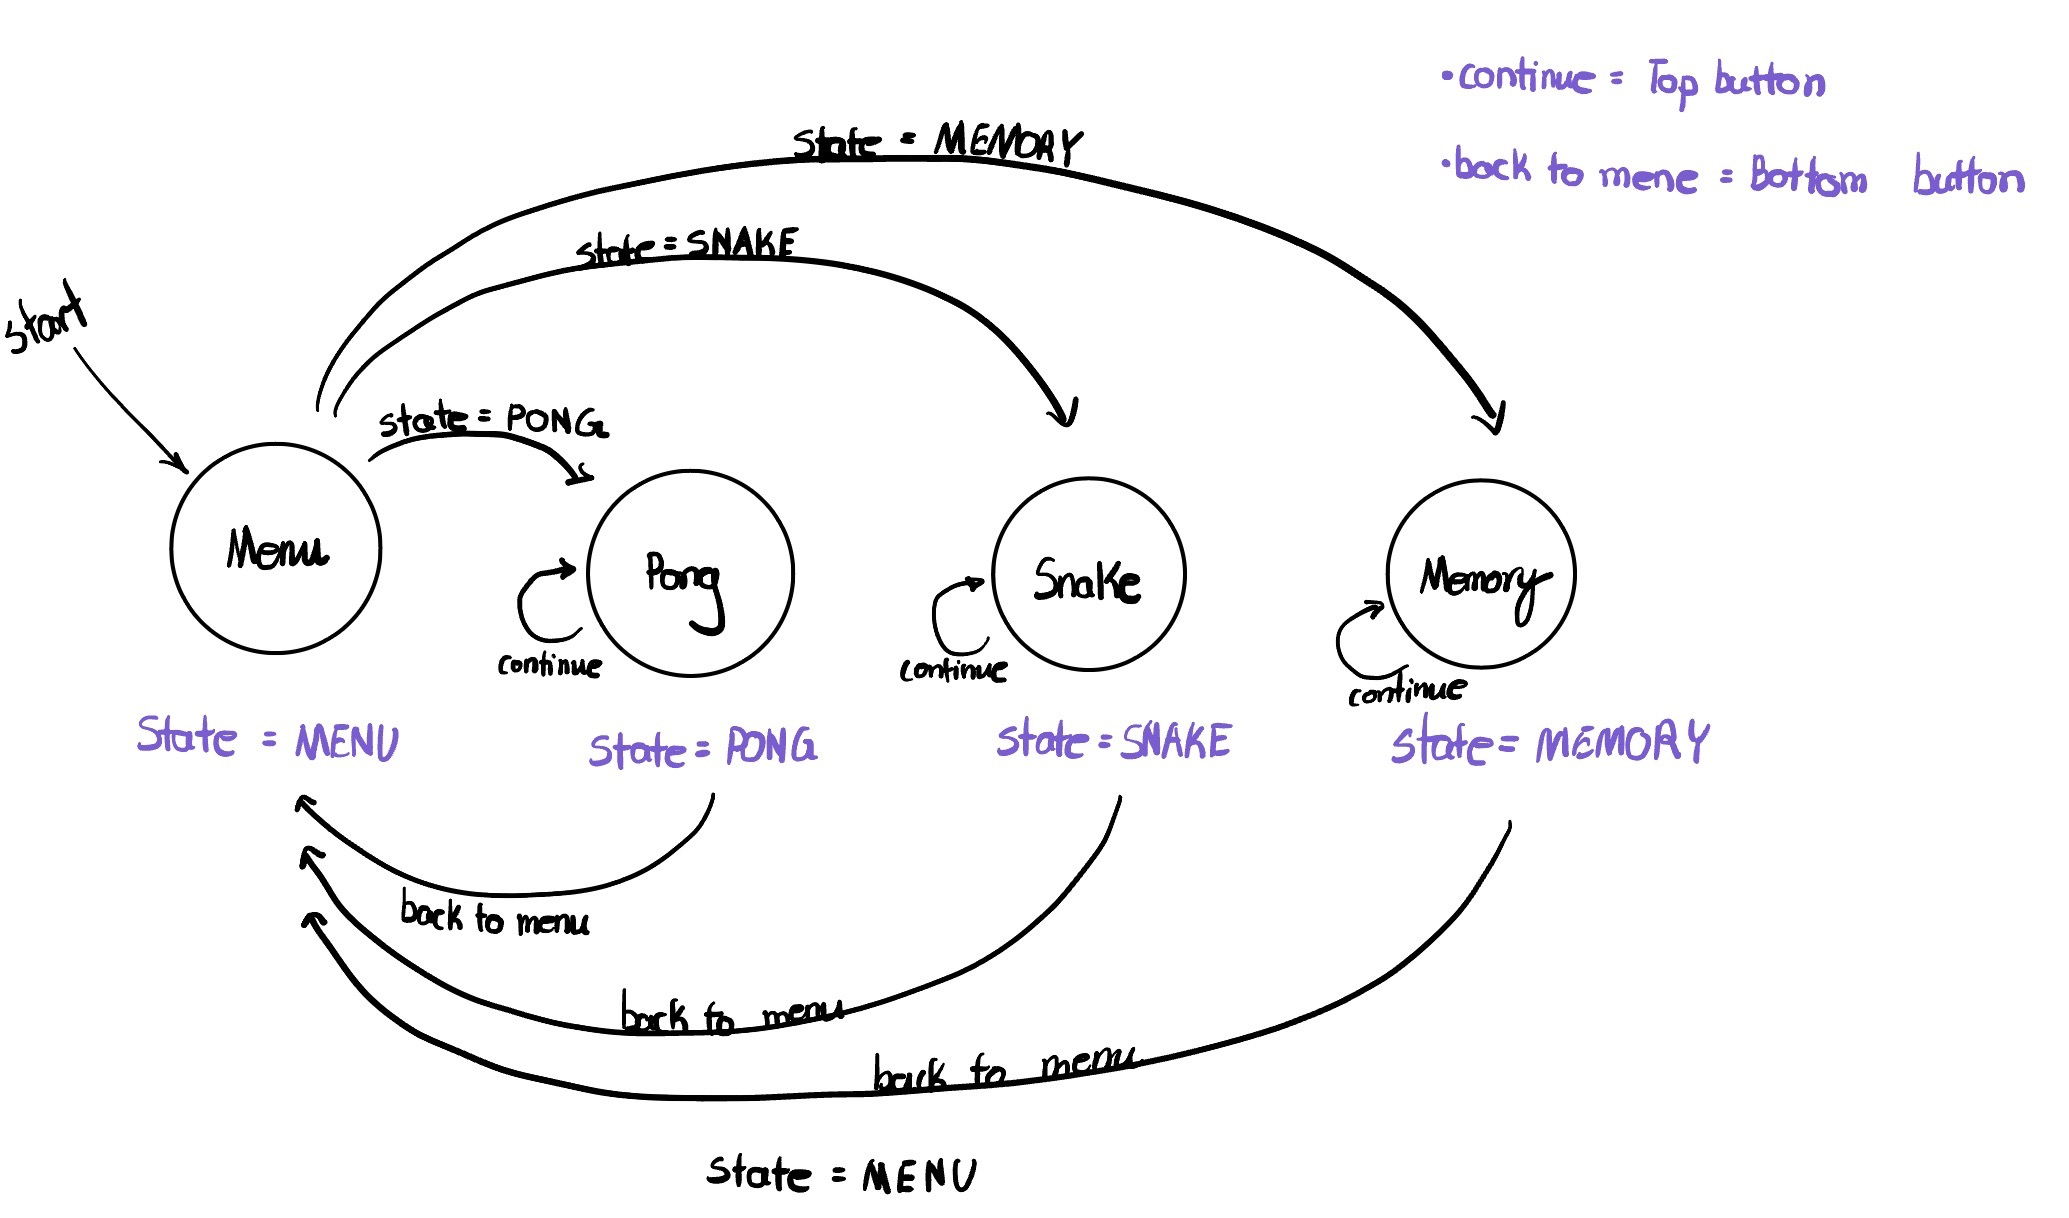 •continue = Top button
•back to mene = Bottom button
state = MEMORY
state = SNAKE
start
state = PONG
Menu
Pong
Snake
Memory
continue
continue
continue
State = MENU
state = PONG
state = SNAKE
state = MEMORY
back to menu
back to menu
back to menu
state = MENU